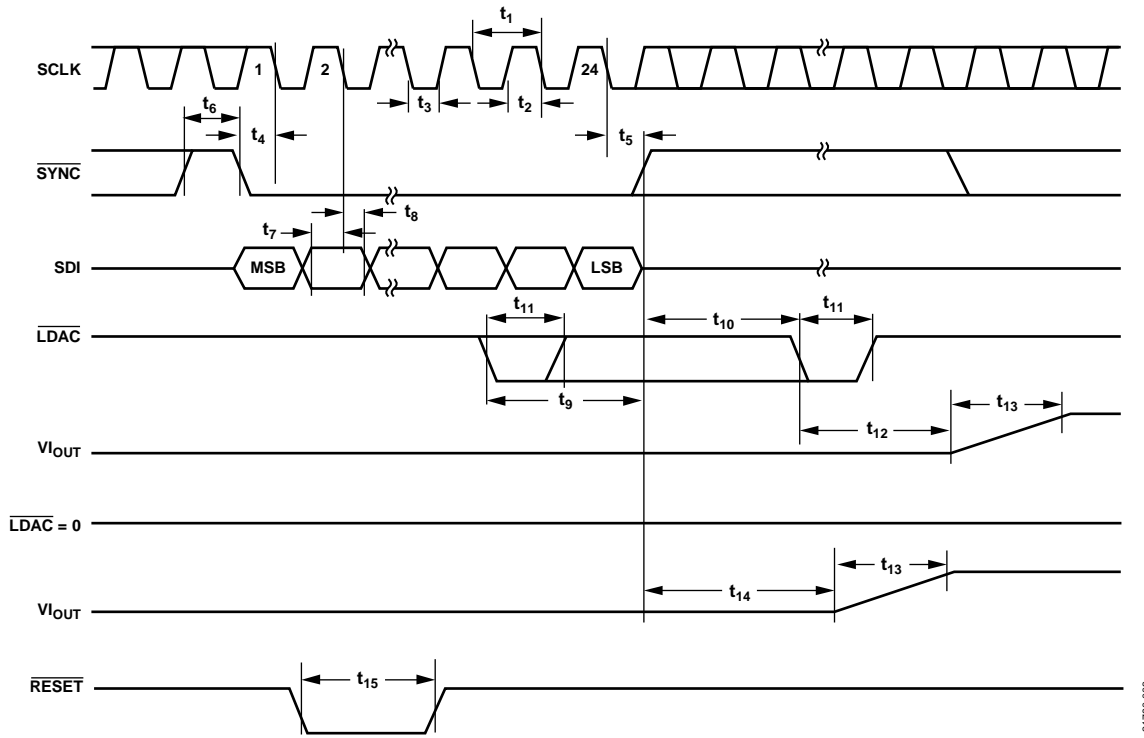 t1
SCLK 1 2 24
t3 t2
t6
t4 t5
SYNC
t8
t7
SDI MSB LSB
t11 t10 t11
LDAC
t9 t13
t12
VIOUT
LDAC = 0
t13
t14
VIOUT
t15
RESET